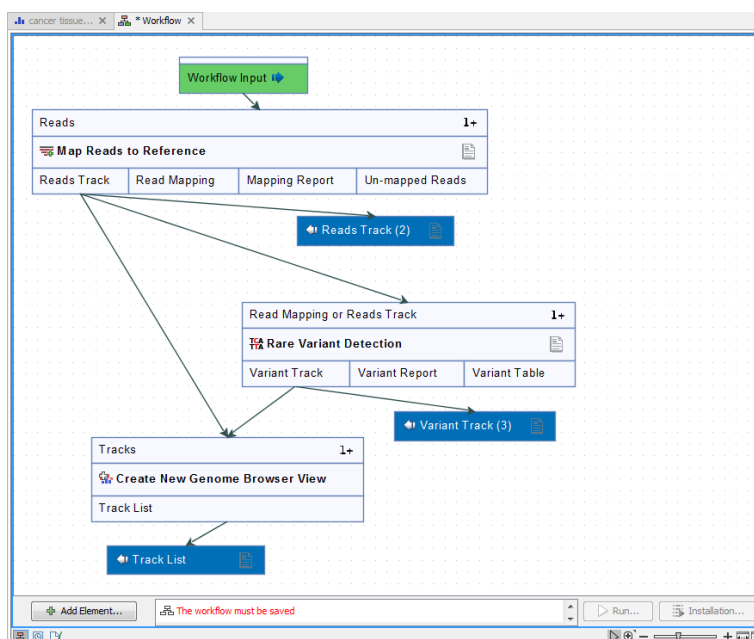 cancer tissue...
* Workflow
Workflow Input
Reads 1+
Map Reads to Reference
Reads Track Read Mapping Mapping Report Un-mapped Reads
Reads Track (2)
Read Mapping or Reads Track 1+
Rare Variant Detection
Variant Track Variant Report Variant Table
Variant Track (3)
Tracks 1+
Create New Genome Browser View
Track List
Track List
Add Element... The workflow must be saved Run... Installation...